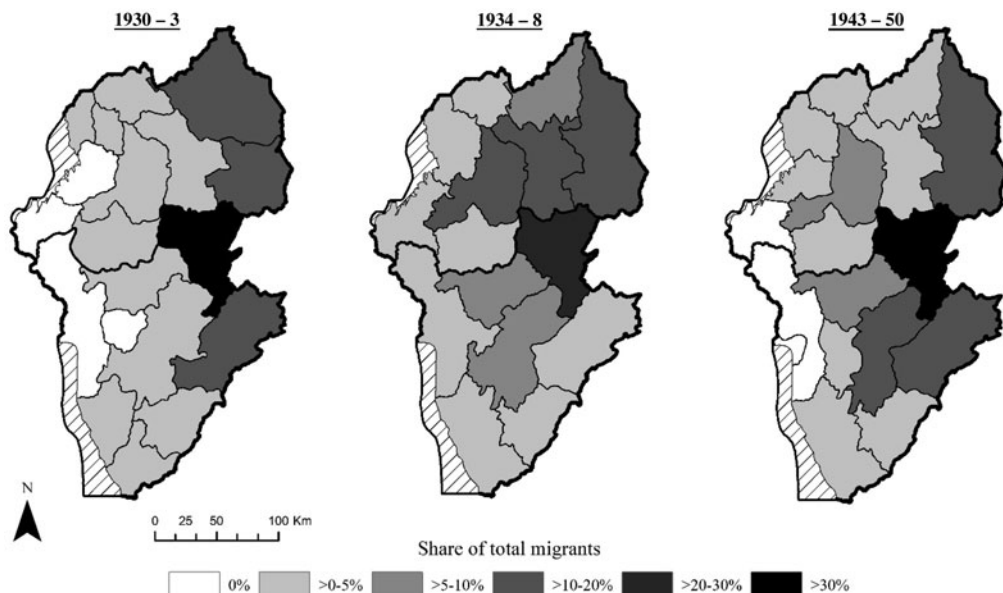 1930 – 3
1934 – 8
1943 – 50
N
0 25 50 100 Km
Share of total migrants
0% >0-5% >5-10% >10-20% >20-30% >30%